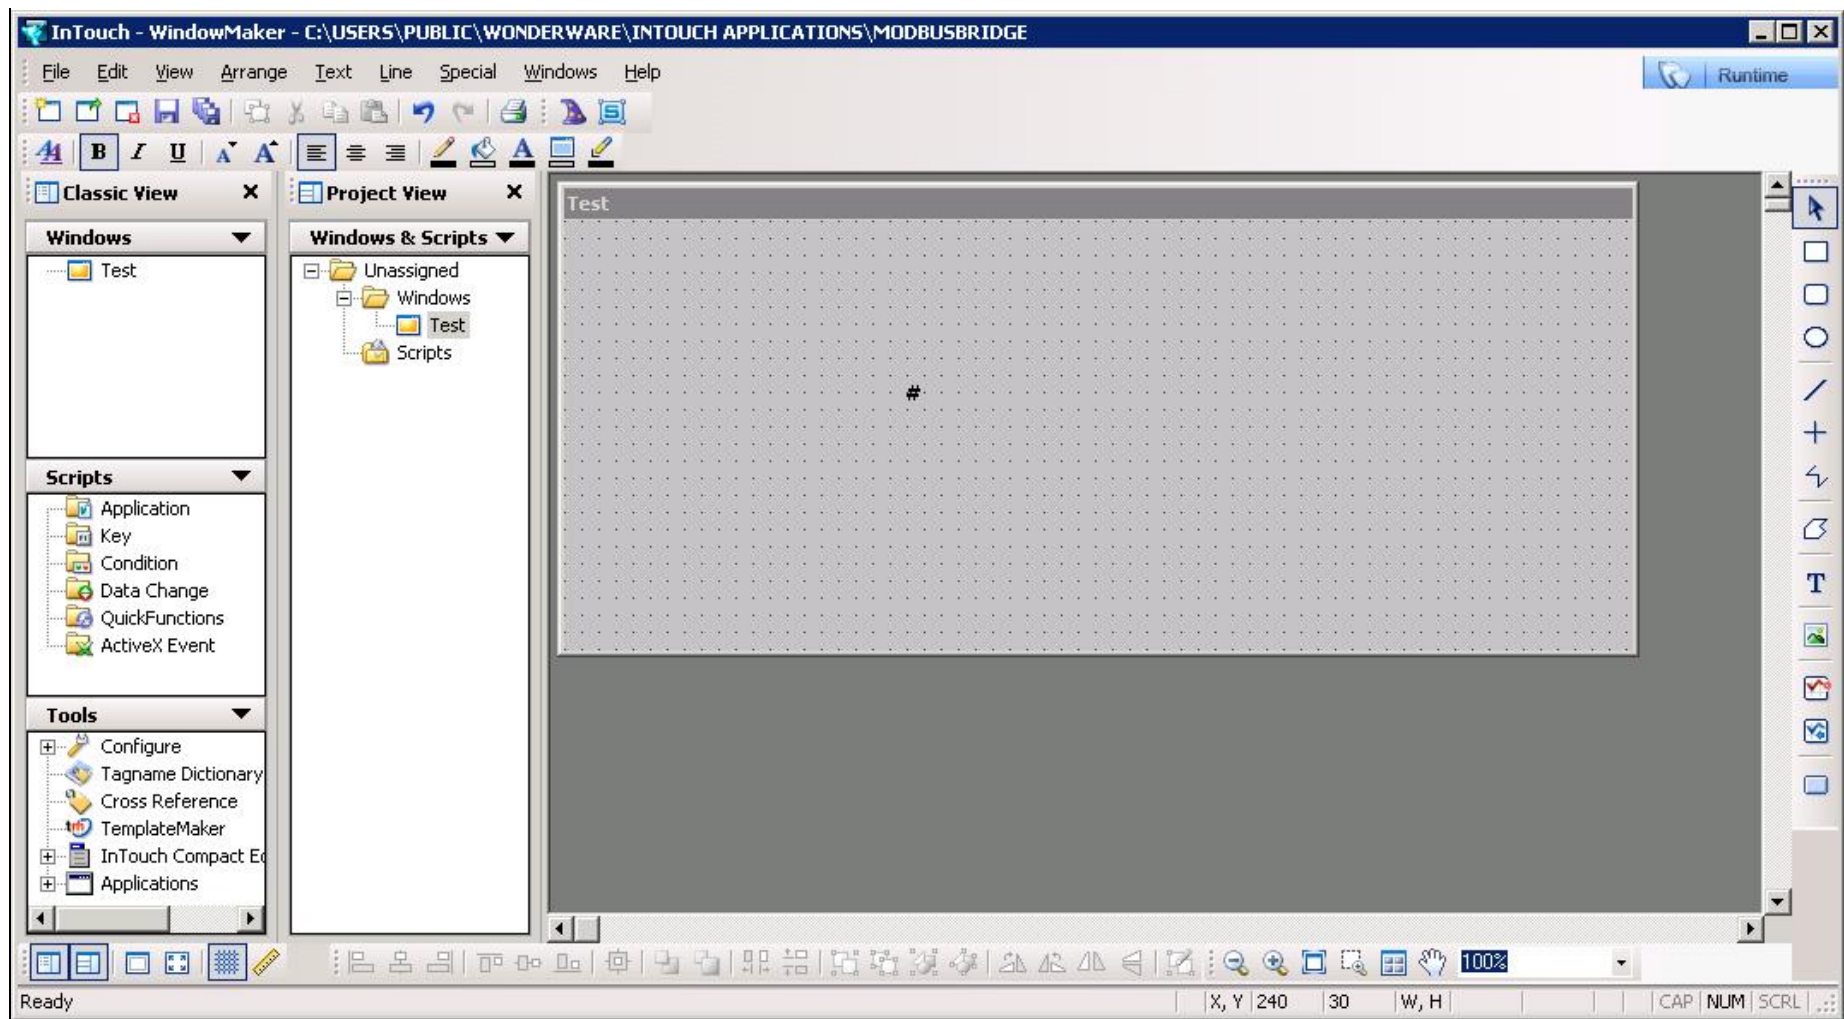 InTouch - WindowMaker - C:\USERS\PUBLIC\WONDERWARE\INTOUCH APPLICATIONS\MODBUSBRIDGE
File Edit View Arrange Text Line Special Windows Help
Runtime
B I U A A A
Classic View
Windows
Test
Scripts
Application
Key
Condition
Data Change
QuickFunctions
ActiveX Event
Tools
Configure
Tagname Dictionary
Cross Reference
TemplateMaker
InTouch Compact Ed
Applications
Project View
Windows & Scripts
Unassigned
Windows
Test
Scripts
Test
#
T
100%
Ready X, Y 240 30 W, H CAP NUM SCRL